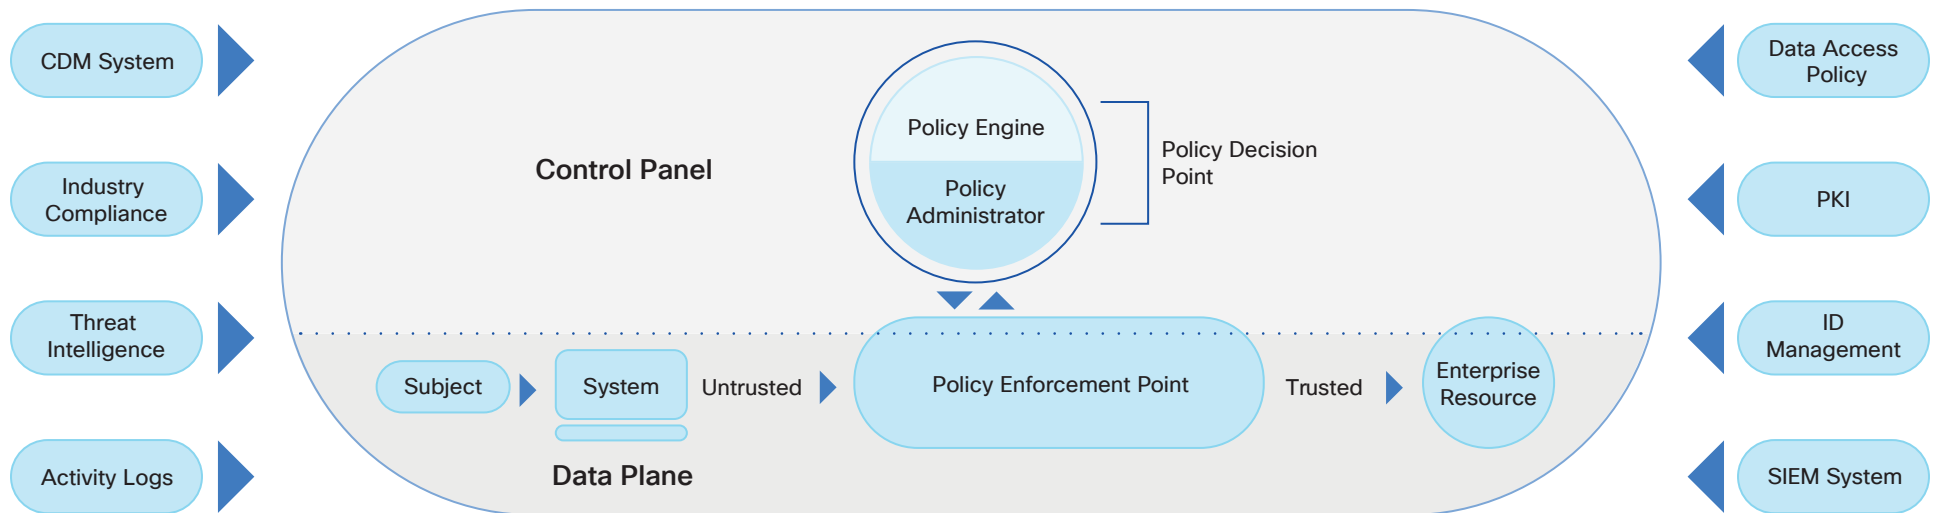 CDM System
Industry
Compliance
Threat
Intelligence
Activity Logs
Control Panel
Policy Engine
Policy
Administrator
Policy Decision
Point
Subject
System
Untrusted
Policy Enforcement Point
Trusted
Enterprise
Resource
Data Plane
Data Access
Policy
PKI
ID
Management
SIEM System